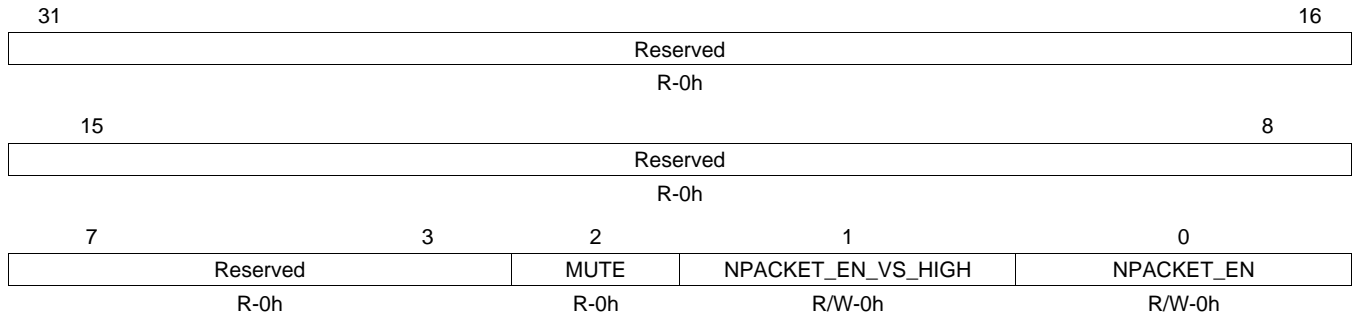 31 16
Reserved
R-0h
15 8
Reserved
R-0h
7 3 2 1 0
Reserved MUTE NPACKET_EN_VS_HIGH NPACKET_EN
R-0h R-0h R/W-0h R/W-0h